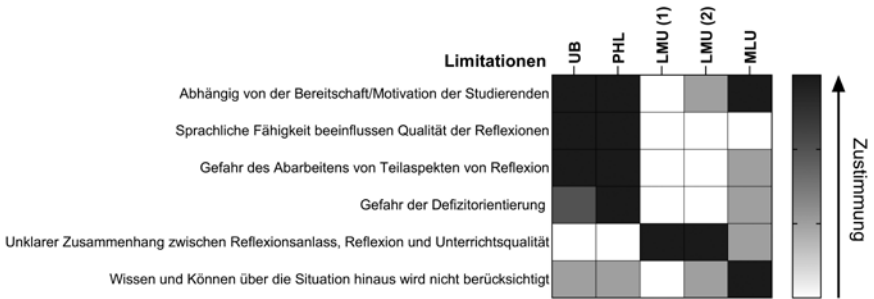 Limitationen
UB
PHL
LMU (1)
LMU (2)
MLU
Abhängig von der Bereitschaft/Motivation der Studierenden
Sprachliche Fähigkeit beeinflussen Qualität der Reflexionen
Gefahr des Abarbeitens von Teilaspekten von Reflexion
Gefahr der Defizitorientierung
Unklarer Zusammenhang zwischen Reflexionsanlass, Reflexion und Unterrichtsqualität
Wissen und Können über die Situation hinaus wird nicht berücksichtigt
Zustimmung